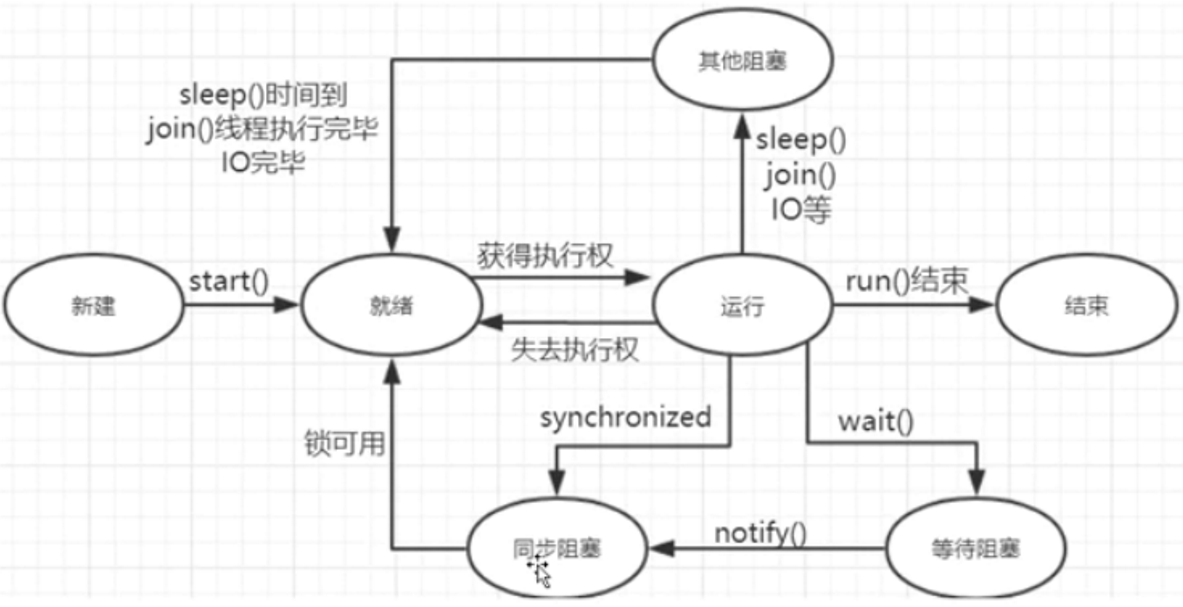 其他阻塞
sleep()时间到
join()线程执行完毕
IO完毕
sleep()
join()
IO等
新建
start()
就绪
获得执行权
失去执行权
运行
run()结束
结束
synchronized
wait()
锁可用
同步阻塞
notify()
等待阻塞